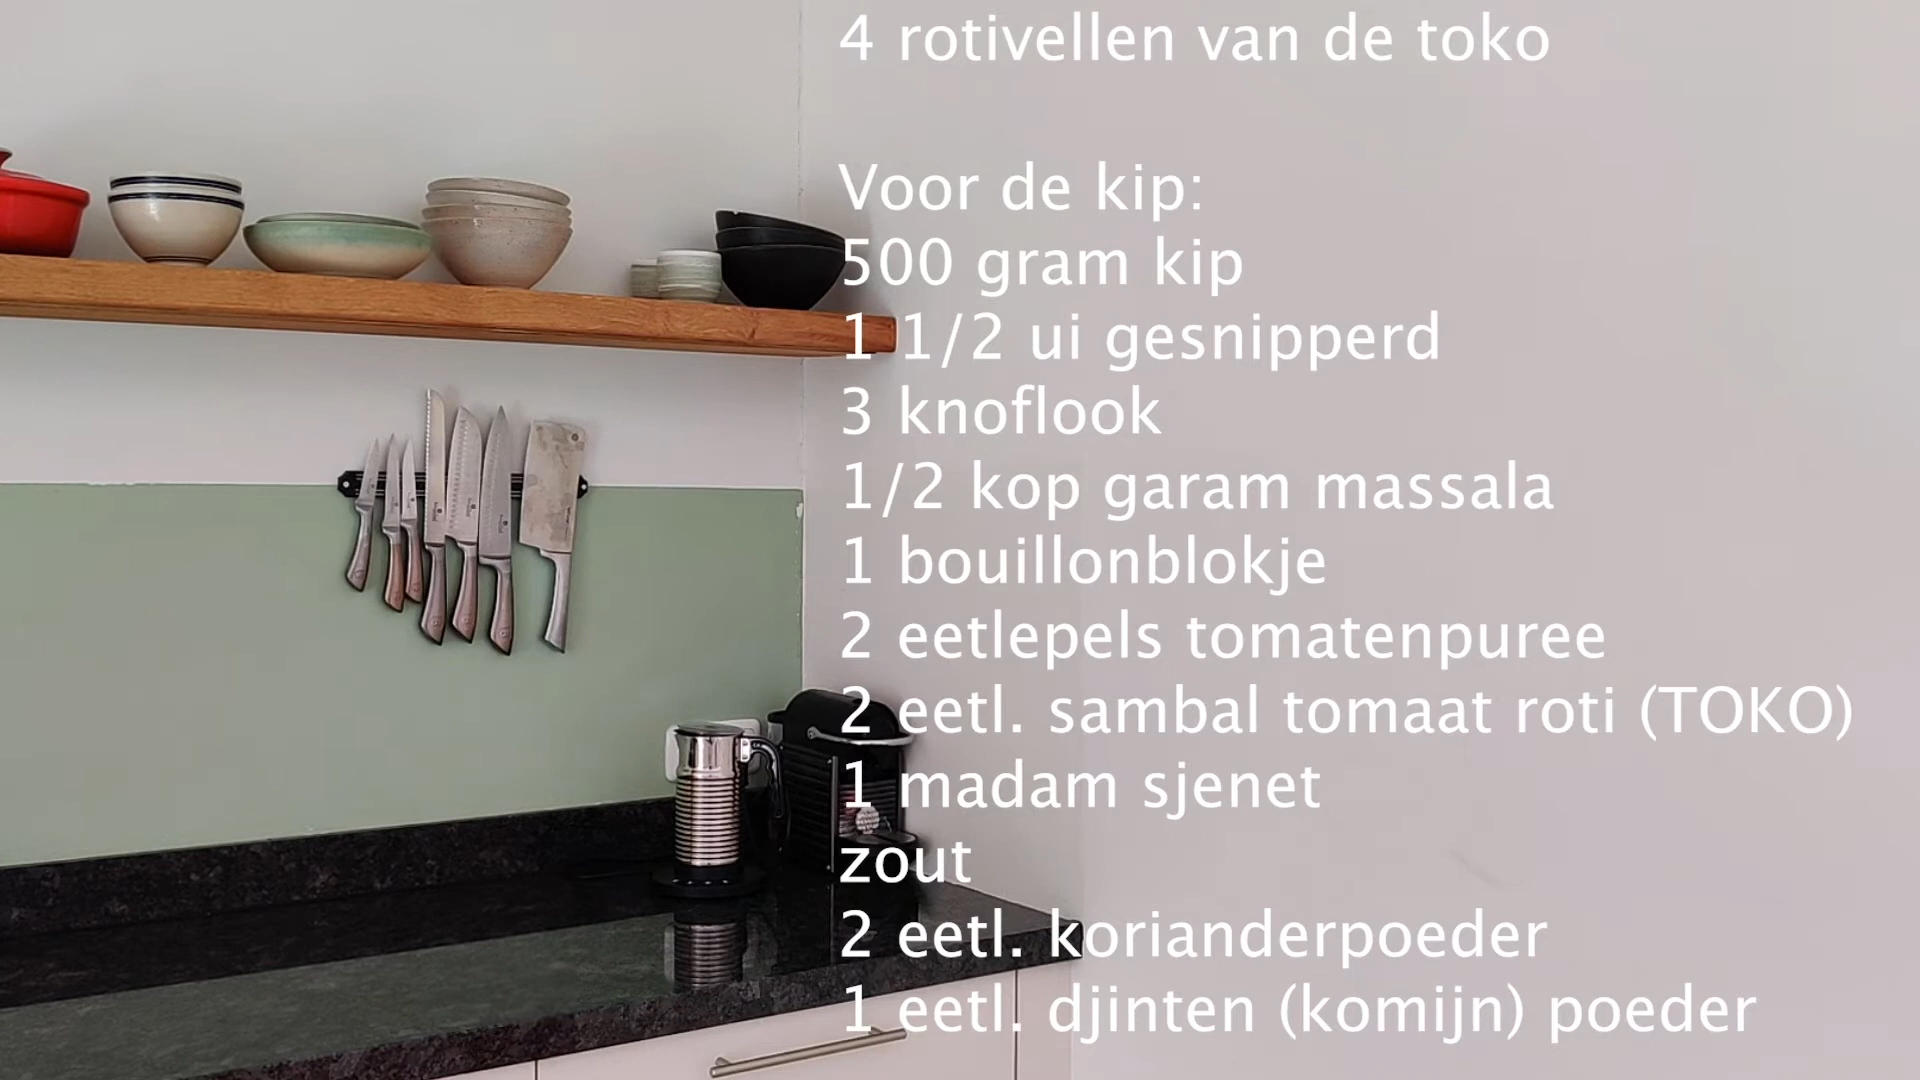 4 rotivellen van de toko
Voor de kip:
500 gram kip
1 1/2 ui gesnipperd
3 knoflook
1/2 kop garam massala
1 bouillonblokje
2 eetlepels tomatenpuree
2 eetl. sambal tomaat roti (TOKO)
1 madam sjenet
zout
2 eetl. korianderpoeder
1 eetl. djinten (komijn) poeder